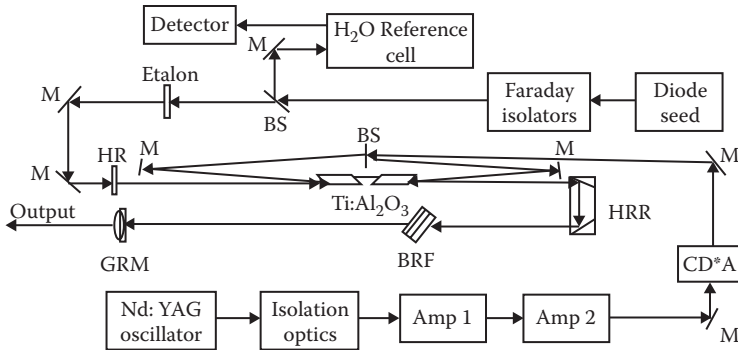 Detector
H₂O Reference
cell
M
Etalon
M
BS
Faraday
isolators
Diode
seed
HR
M
BS
M
M
M
Ti:Al₂O₃
HRR
Output
GRM
BRF
CD*A
Nd: YAG
oscillator
Isolation
optics
Amp 1
Amp 2
M